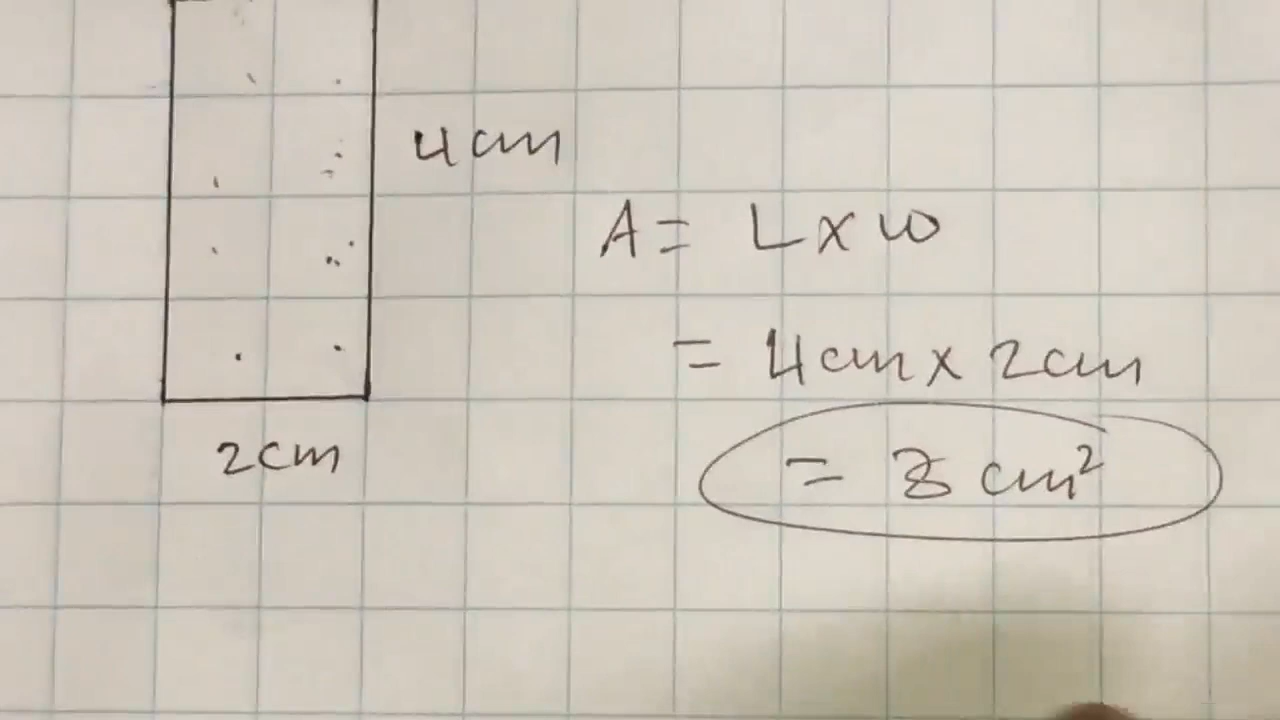 4cm
A = L x w
= 4cm x 2cm
2cm
= 8 cm²